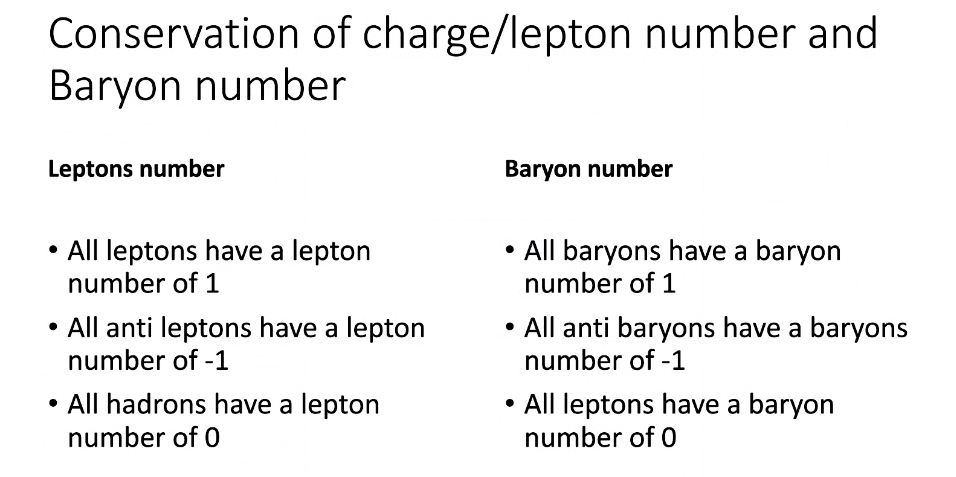 Conservation of charge/lepton number and
Baryon number
Leptons number
• All leptons have a lepton
number of 1
• All anti leptons have a lepton
number of -1
• All hadrons have a lepton
number of 0
Baryon number
• All baryons have a baryon
number of 1
• All anti baryons have a baryons
number of -1
• All leptons have a baryon
number of 0